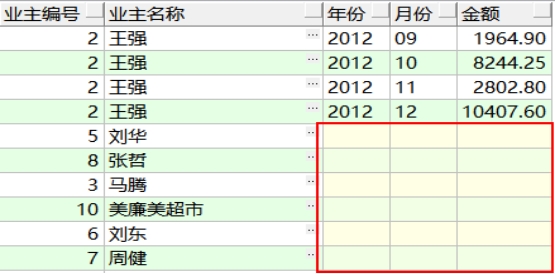 业主编号 业主名称 年份 月份 金额
2 王强 ... 2012 09 1964.90
2 王强 ... 2012 10 8244.25
2 王强 ... 2012 11 2802.80
2 王强 ... 2012 12 10407.60
5 刘华 ...
8 张哲 ...
3 马腾 ...
10 美廉美超市 ...
6 刘东 ...
7 周健 ...